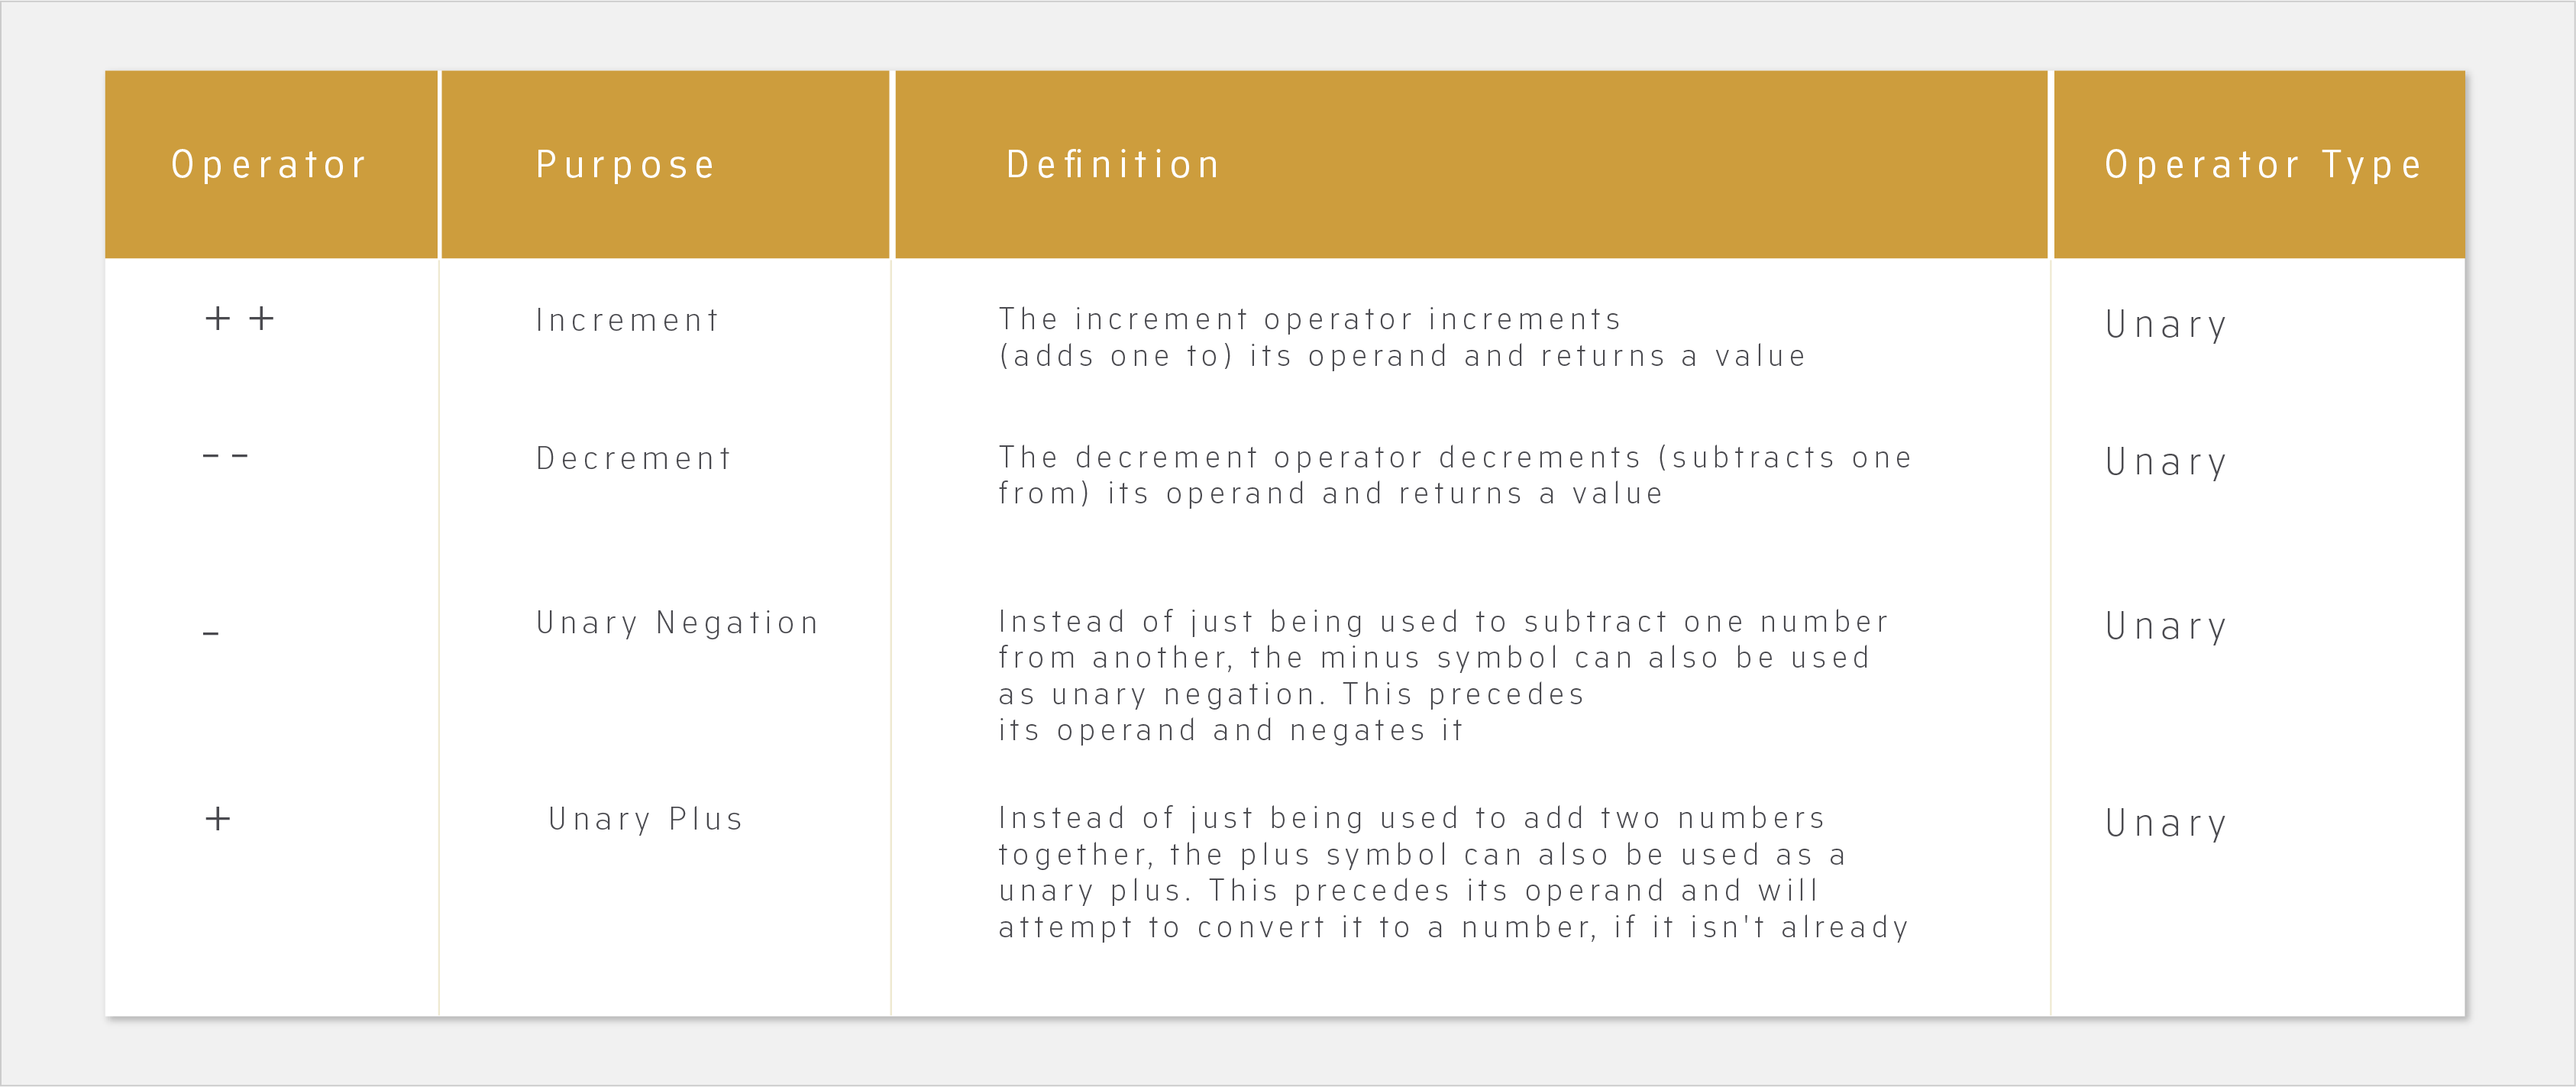 Operator Purpose Definition Operator Type
++ Increment The increment operator increments Unary
(adds one to) its operand and returns a value
-- Decrement The decrement operator decrements (subtracts one Unary
from) its operand and returns a value
- Unary Negation Instead of just being used to subtract one number Unary
from another, the minus symbol can also be used
as unary negation. This precedes
its operand and negates it
+ Unary Plus Instead of just being used to add two numbers Unary
together, the plus symbol can also be used as a
unary plus. This precedes its operand and will
attempt to convert it to a number, if it isn't already